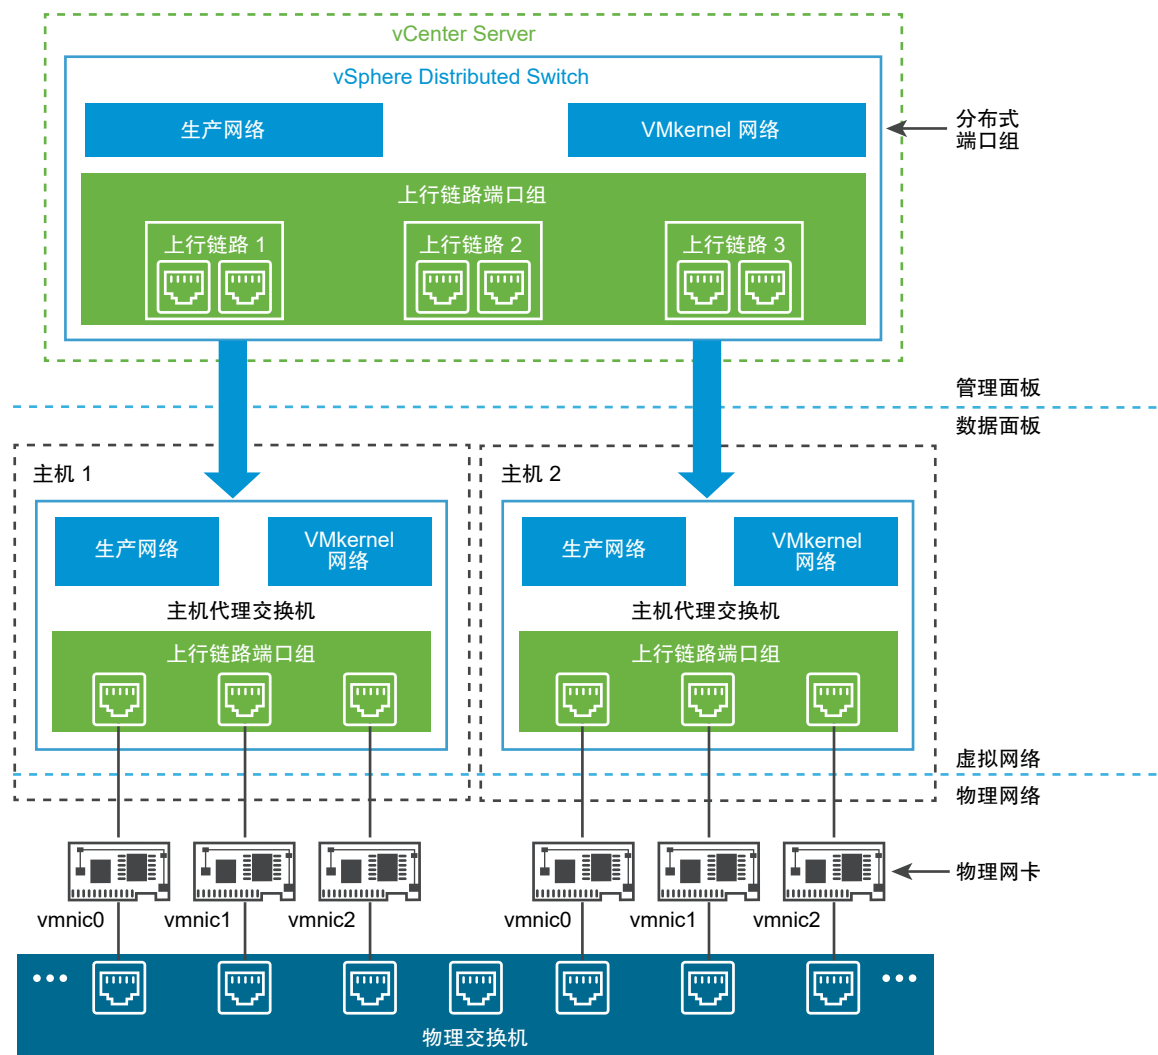 vCenter Server
vSphere Distributed Switch
生产网络
VMkernel 网络
分布式
端口组
上行链路端口组
上行链路 1
上行链路 2
上行链路 3
管理面板
数据面板
主机 1
生产网络
VMkernel
网络
主机代理交换机
上行链路端口组
主机 2
生产网络
VMkernel
网络
主机代理交换机
上行链路端口组
虚拟网络
物理网络
物理网卡
vmnic0
vmnic1
vmnic2
vmnic0
vmnic1
vmnic2
物理交换机